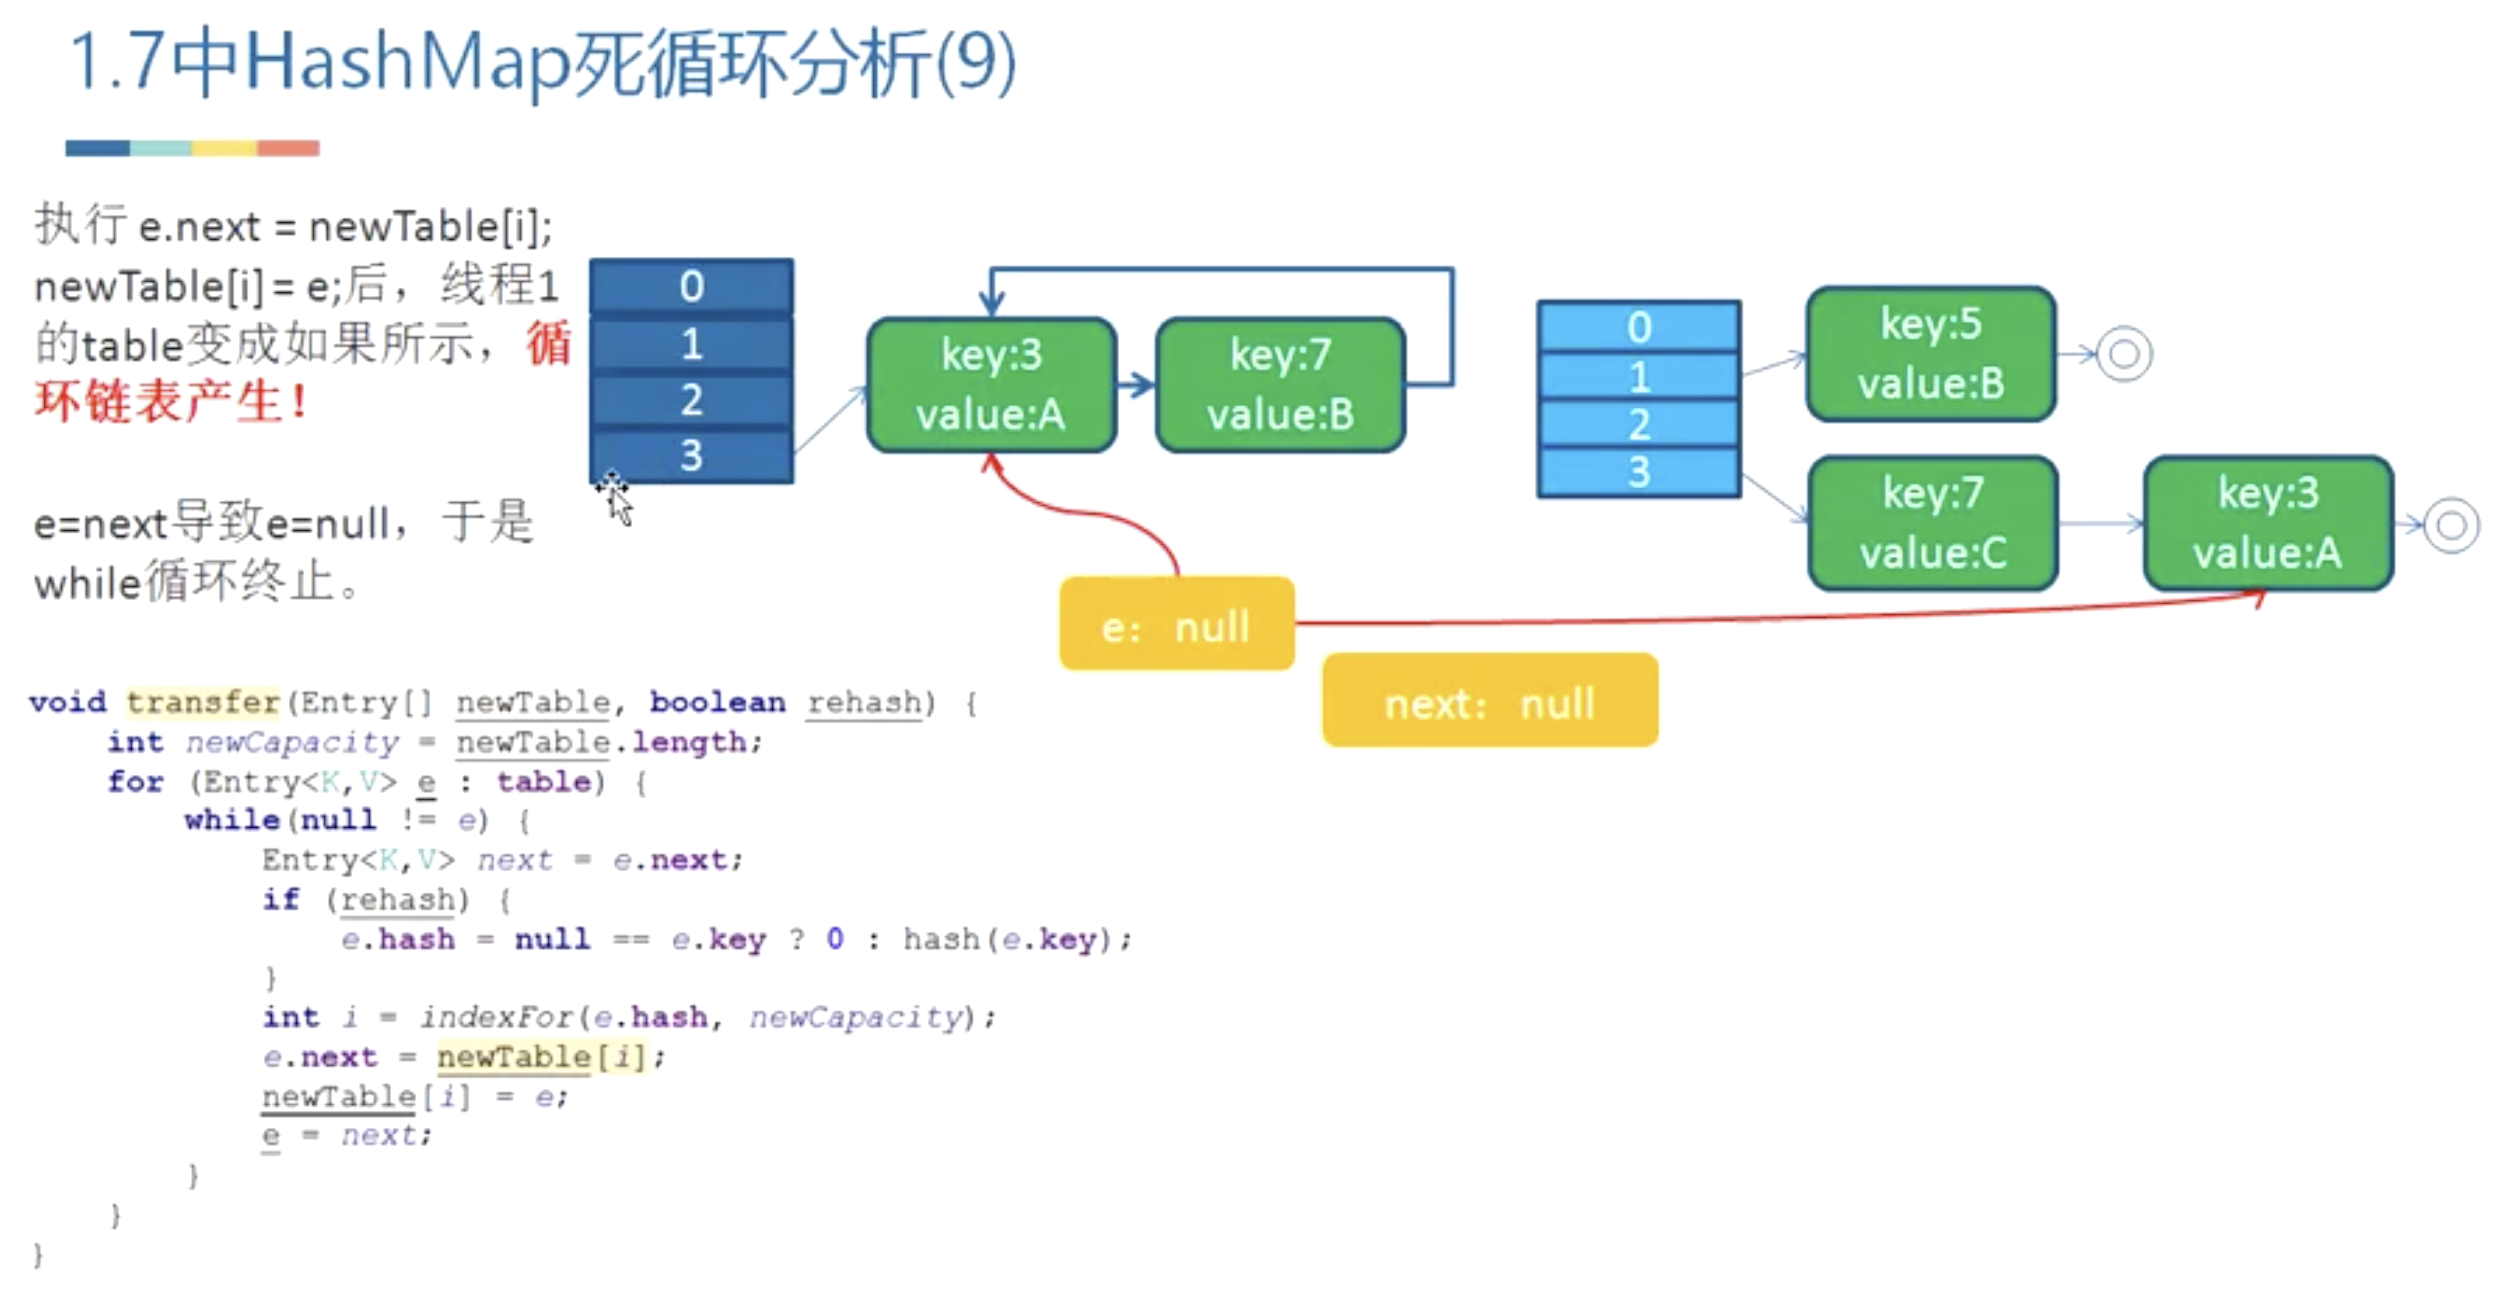 1.7中HashMap死循环分析(9)
执行 e.next = newTable[i];
newTable[i] = e;后，线程1
的table变成如果所示，循
环链表产生！
e=next导致e=null，于是
while循环终止。
0
1
2
3
key:3
value:A
key:7
value:B
0
1
2
3
key:5
value:B
key:7
value:C
key:3
value:A
e: null
next: null
void transfer(Entry[] newTable, boolean rehash) {
    int newCapacity = newTable.length;
    for (Entry<K,V> e : table) {
        while(null != e) {
            Entry<K,V> next = e.next;
            if (rehash) {
                e.hash = null == e.key ? 0 : hash(e.key);
            }
            int i = indexFor(e.hash, newCapacity);
            e.next = newTable[i];
            newTable[i] = e;
            e = next;
        }
    }
}